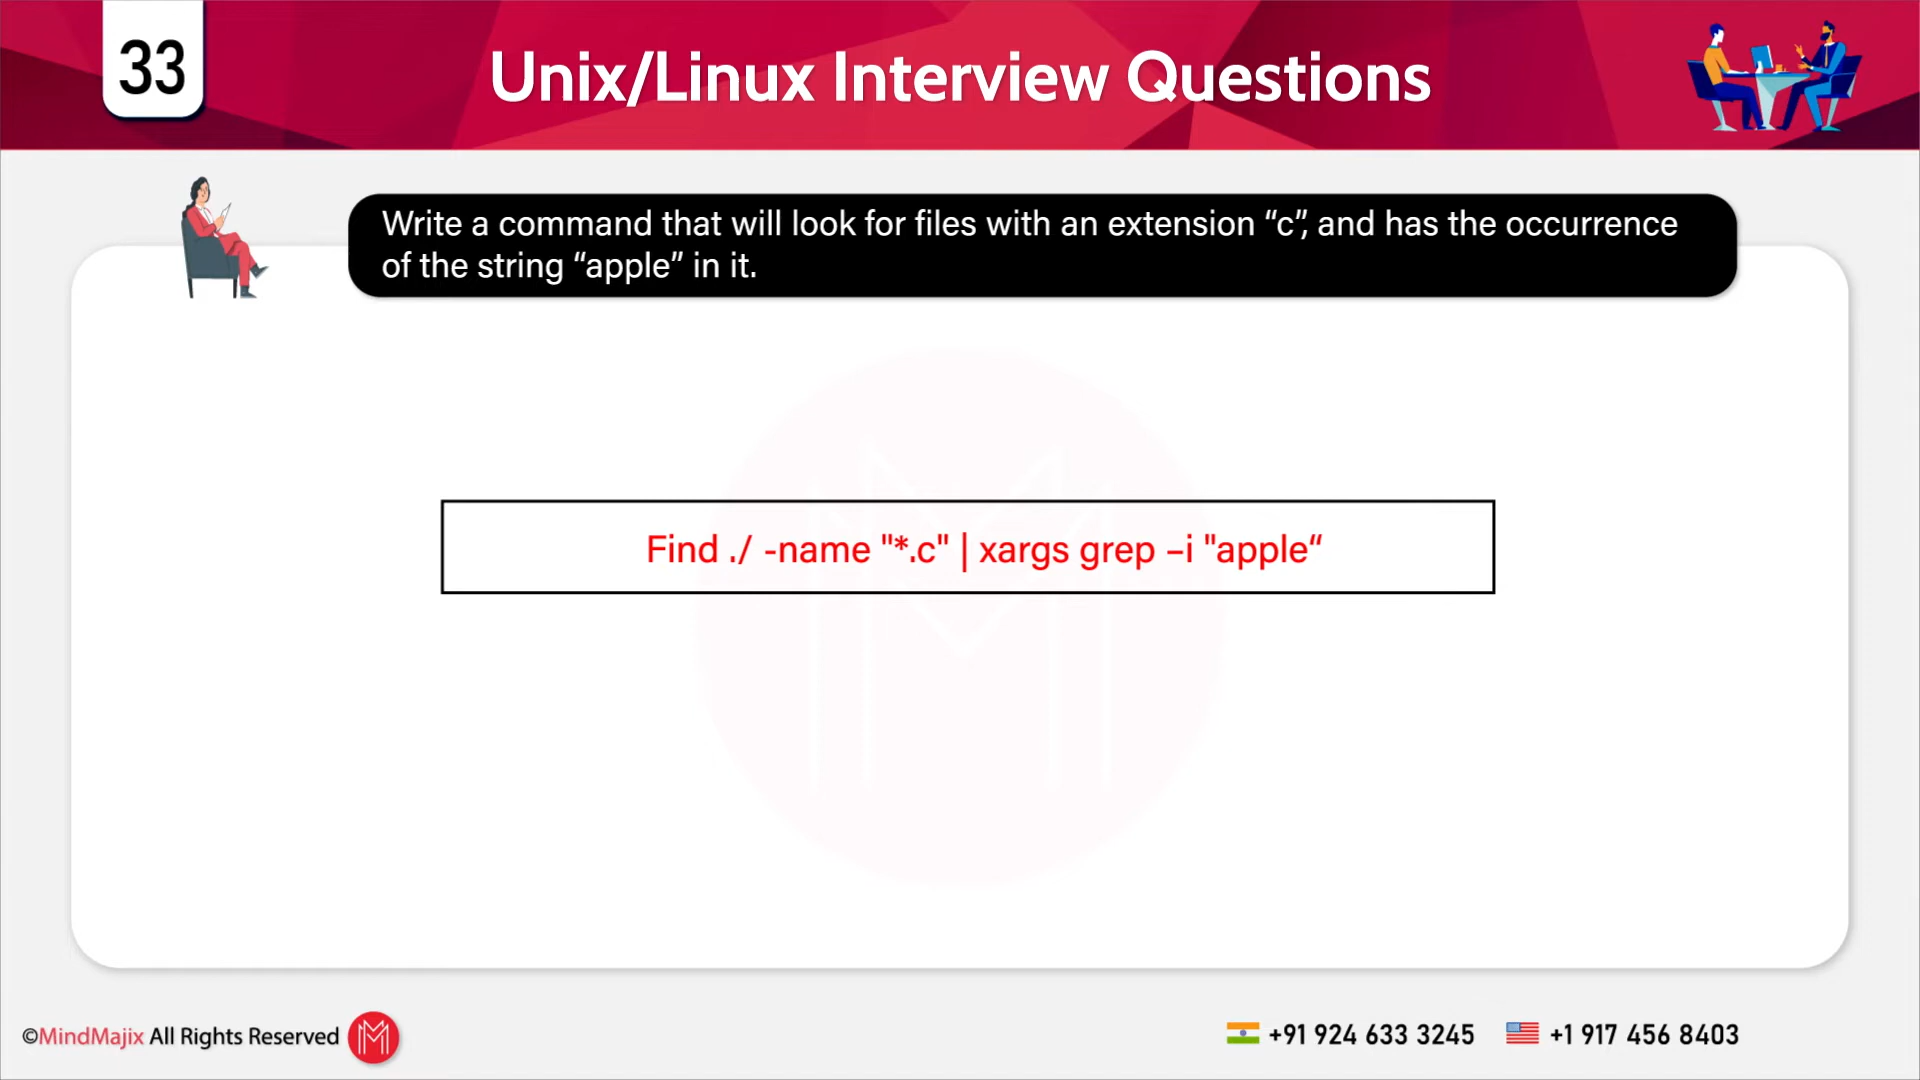 33
Unix/Linux Interview Questions
Write a command that will look for files with an extension “c”, and has the occurrence
of the string “apple” in it.
Find ./ -name "*.c" | xargs grep –i "apple“
©MindMajix All Rights Reserved
+91 924 633 3245
+1 917 456 8403